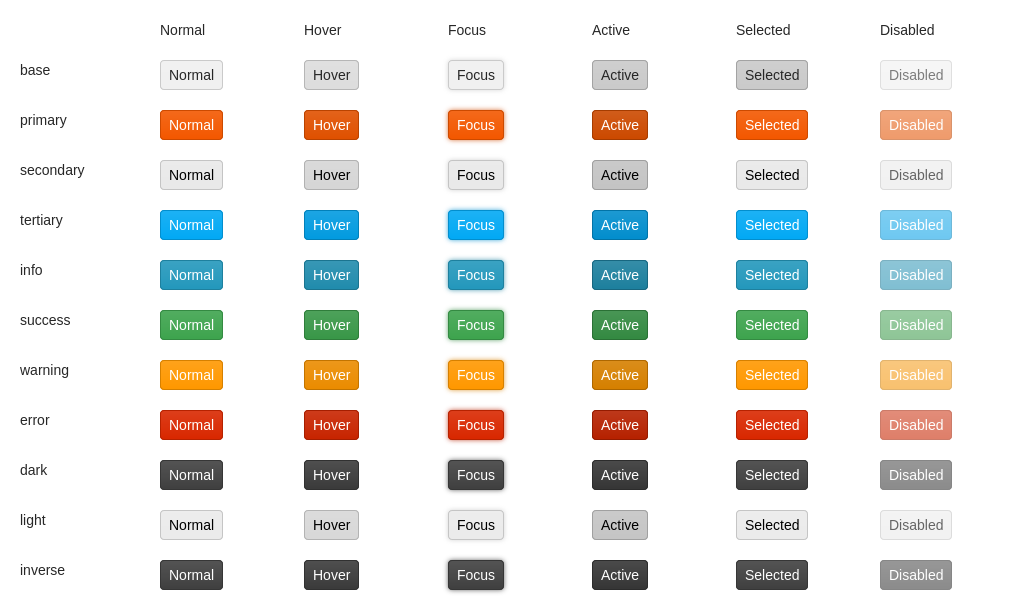 Normal Hover Focus Active Selected Disabled
base Normal Hover Focus Active Selected Disabled
primary Normal Hover Focus Active Selected Disabled
secondary Normal Hover Focus Active Selected Disabled
tertiary Normal Hover Focus Active Selected Disabled
info Normal Hover Focus Active Selected Disabled
success Normal Hover Focus Active Selected Disabled
warning Normal Hover Focus Active Selected Disabled
error Normal Hover Focus Active Selected Disabled
dark Normal Hover Focus Active Selected Disabled
light Normal Hover Focus Active Selected Disabled
inverse Normal Hover Focus Active Selected Disabled